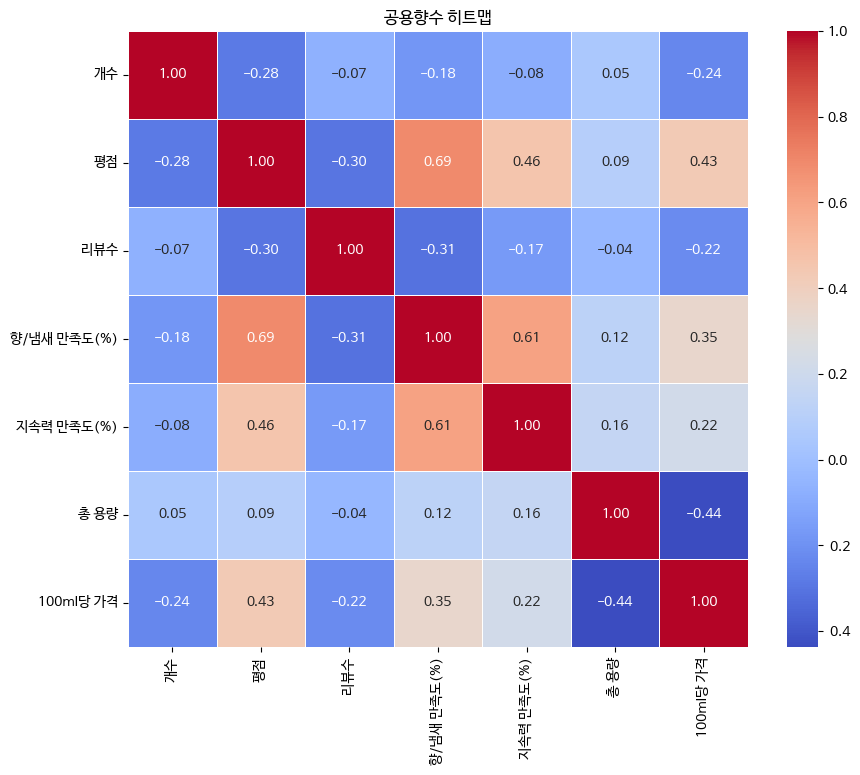 공용향수 히트맵
개수 1.00 −0.28 −0.07 −0.18 −0.08 0.05 −0.24
평점 −0.28 1.00 −0.30 0.69 0.46 0.09 0.43
리뷰수 −0.07 −0.30 1.00 −0.31 −0.17 −0.04 −0.22
향/냄새 만족도(%) −0.18 0.69 −0.31 1.00 0.61 0.12 0.35
지속력 만족도(%) −0.08 0.46 −0.17 0.61 1.00 0.16 0.22
총 용량 0.05 0.09 −0.04 0.12 0.16 1.00 −0.44
100ml당 가격 −0.24 0.43 −0.22 0.35 0.22 −0.44 1.00
개수 평점 리뷰수 향/냄새 만족도(%) 지속력 만족도(%) 총 용량 100ml당 가격
1.0
0.8
0.6
0.4
0.2
0.0
0.2
0.4